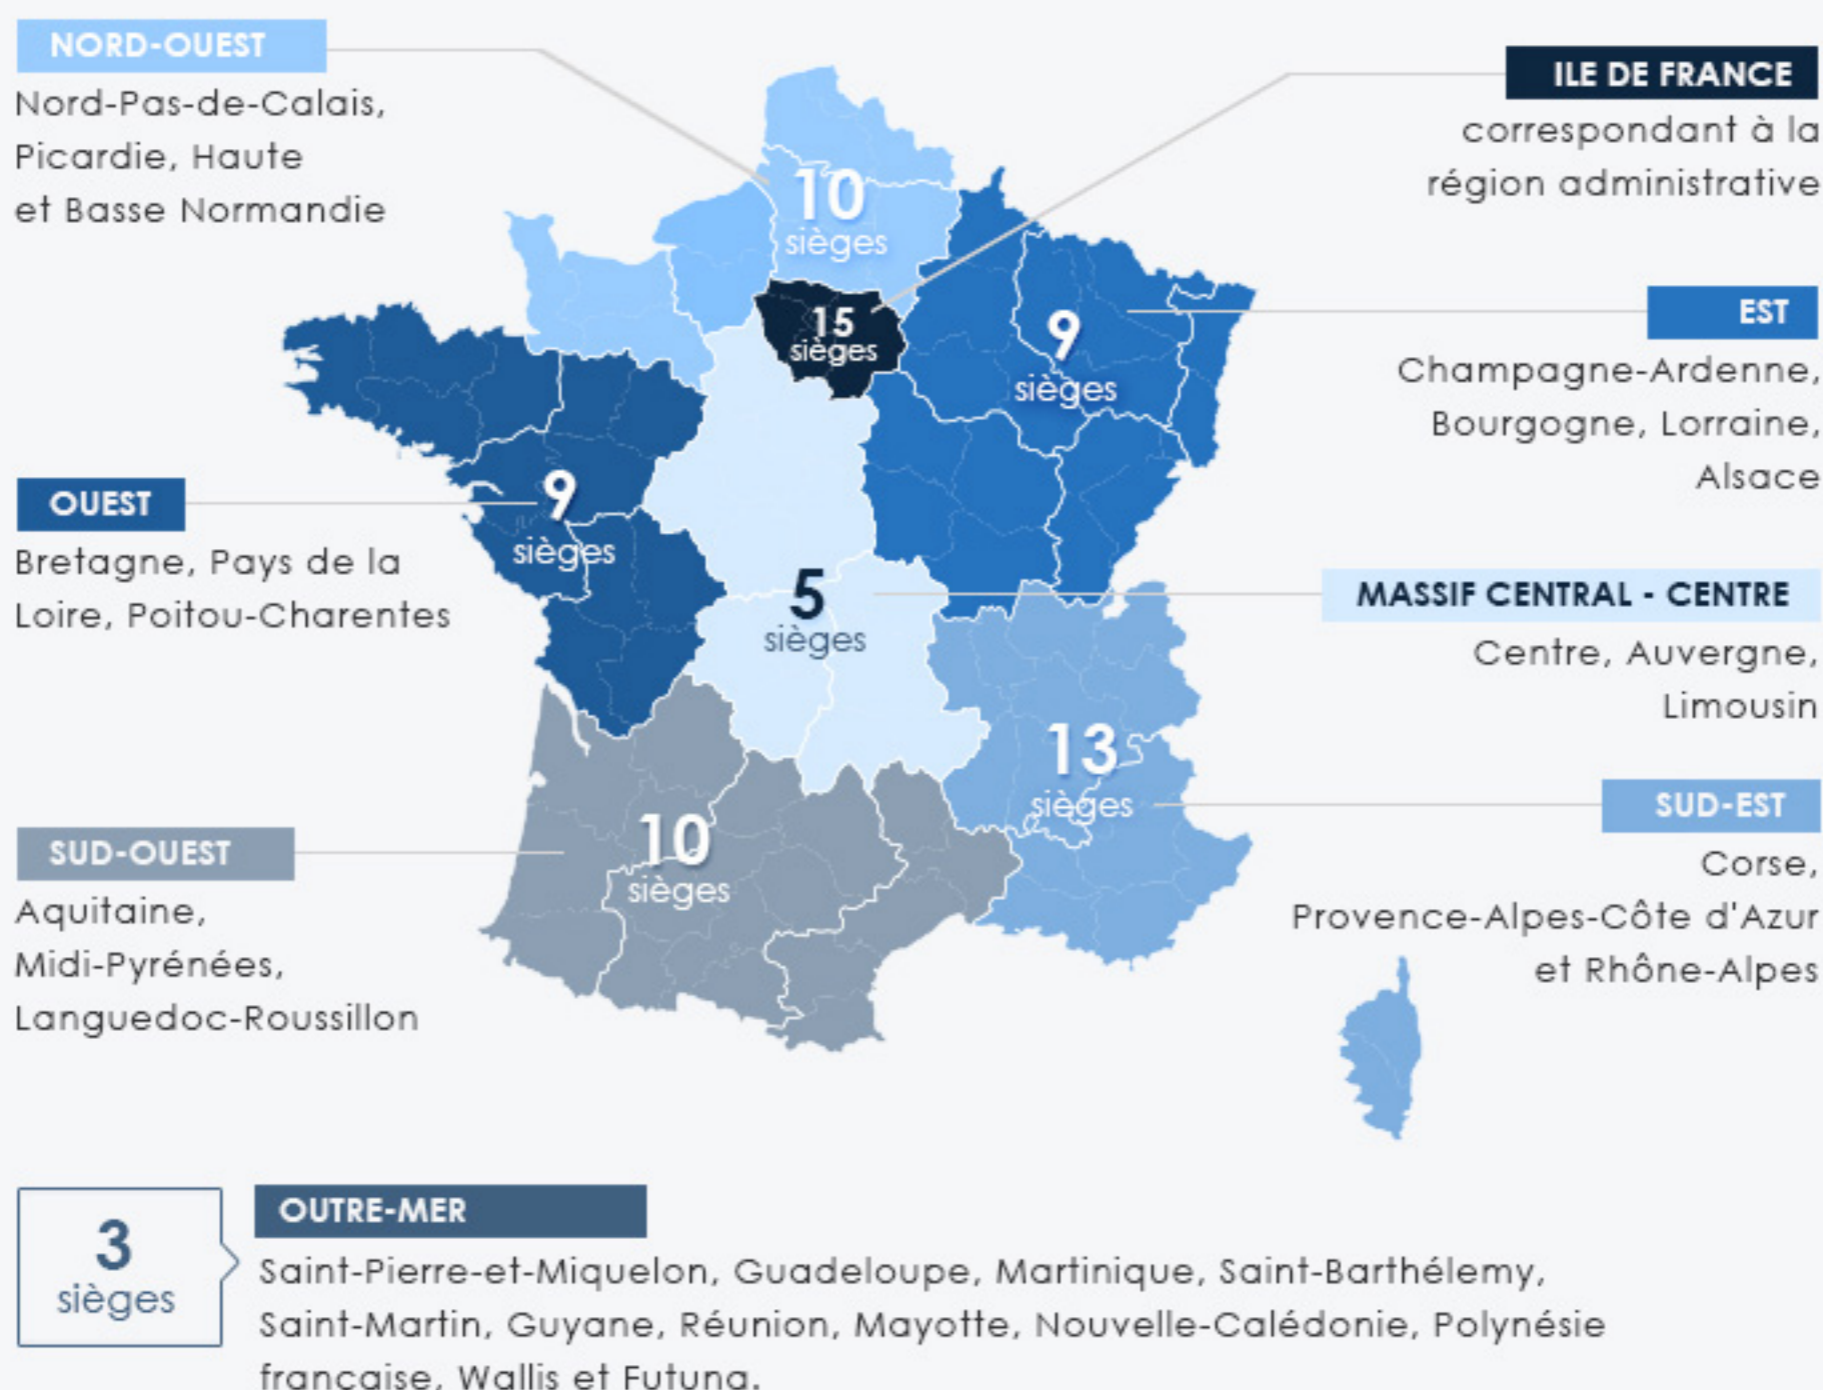 NORD-OUEST
Nord-Pas-de-Calais,
Picardie, Haute
et Basse Normandie
ILE DE FRANCE
correspondant à la
région administrative
10
sièges
15
sièges
9
sièges
EST
Champagne-Ardenne,
Bourgogne, Lorraine,
Alsace
OUEST
Bretagne, Pays de la
Loire, Poitou-Charentes
9
sièges
5
sièges
MASSIF CENTRAL - CENTRE
Centre, Auvergne,
Limousin
13
sièges
SUD-EST
Corse,
Provence-Alpes-Côte d'Azur
et Rhône-Alpes
SUD-OUEST
Aquitaine,
Midi-Pyrénées,
Languedoc-Roussillon
10
sièges
3
sièges
OUTRE-MER
Saint-Pierre-et-Miquelon, Guadeloupe, Martinique, Saint-Barthélemy,
Saint-Martin, Guyane, Réunion, Mayotte, Nouvelle-Calédonie, Polynésie
française, Wallis et Futuna.